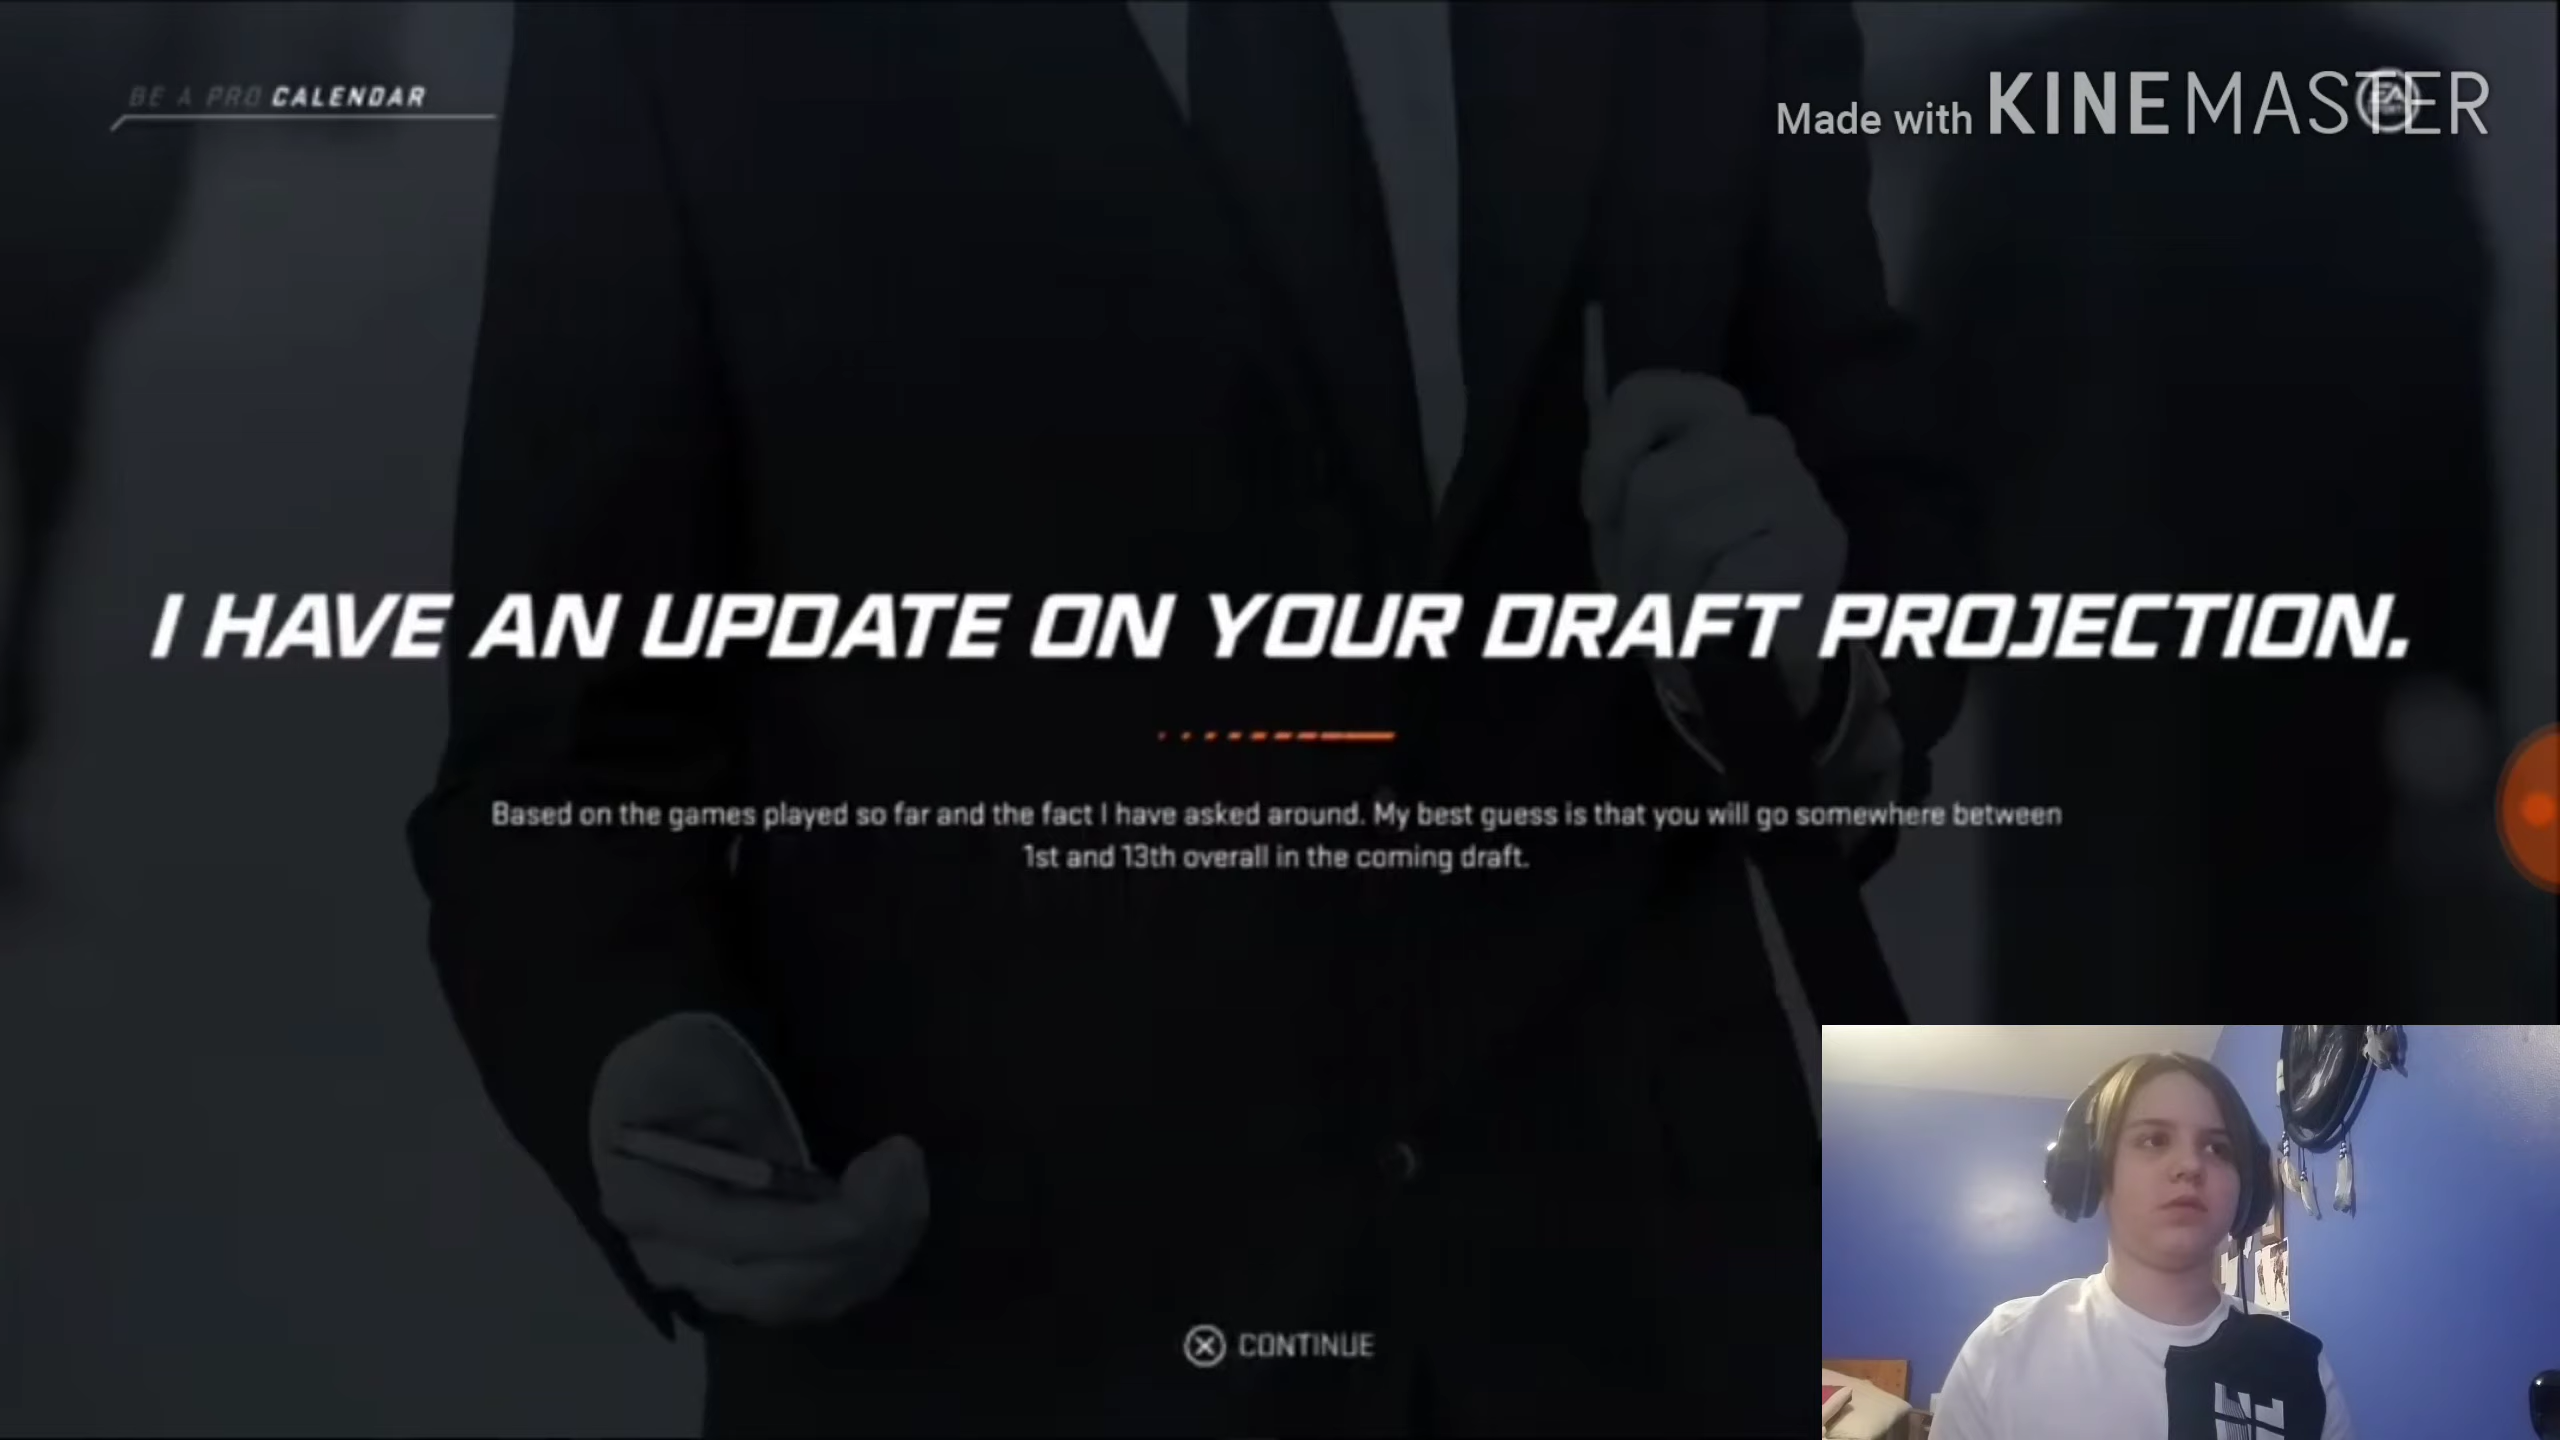 BE A PRO CALENDAR
Made with KINEMASTER
I HAVE AN UPDATE ON YOUR DRAFT PROJECTION.
Based on the games played so far and the fact I have asked around. My best guess is that you will go somewhere between
1st and 13th overall in the coming draft.
CONTINUE